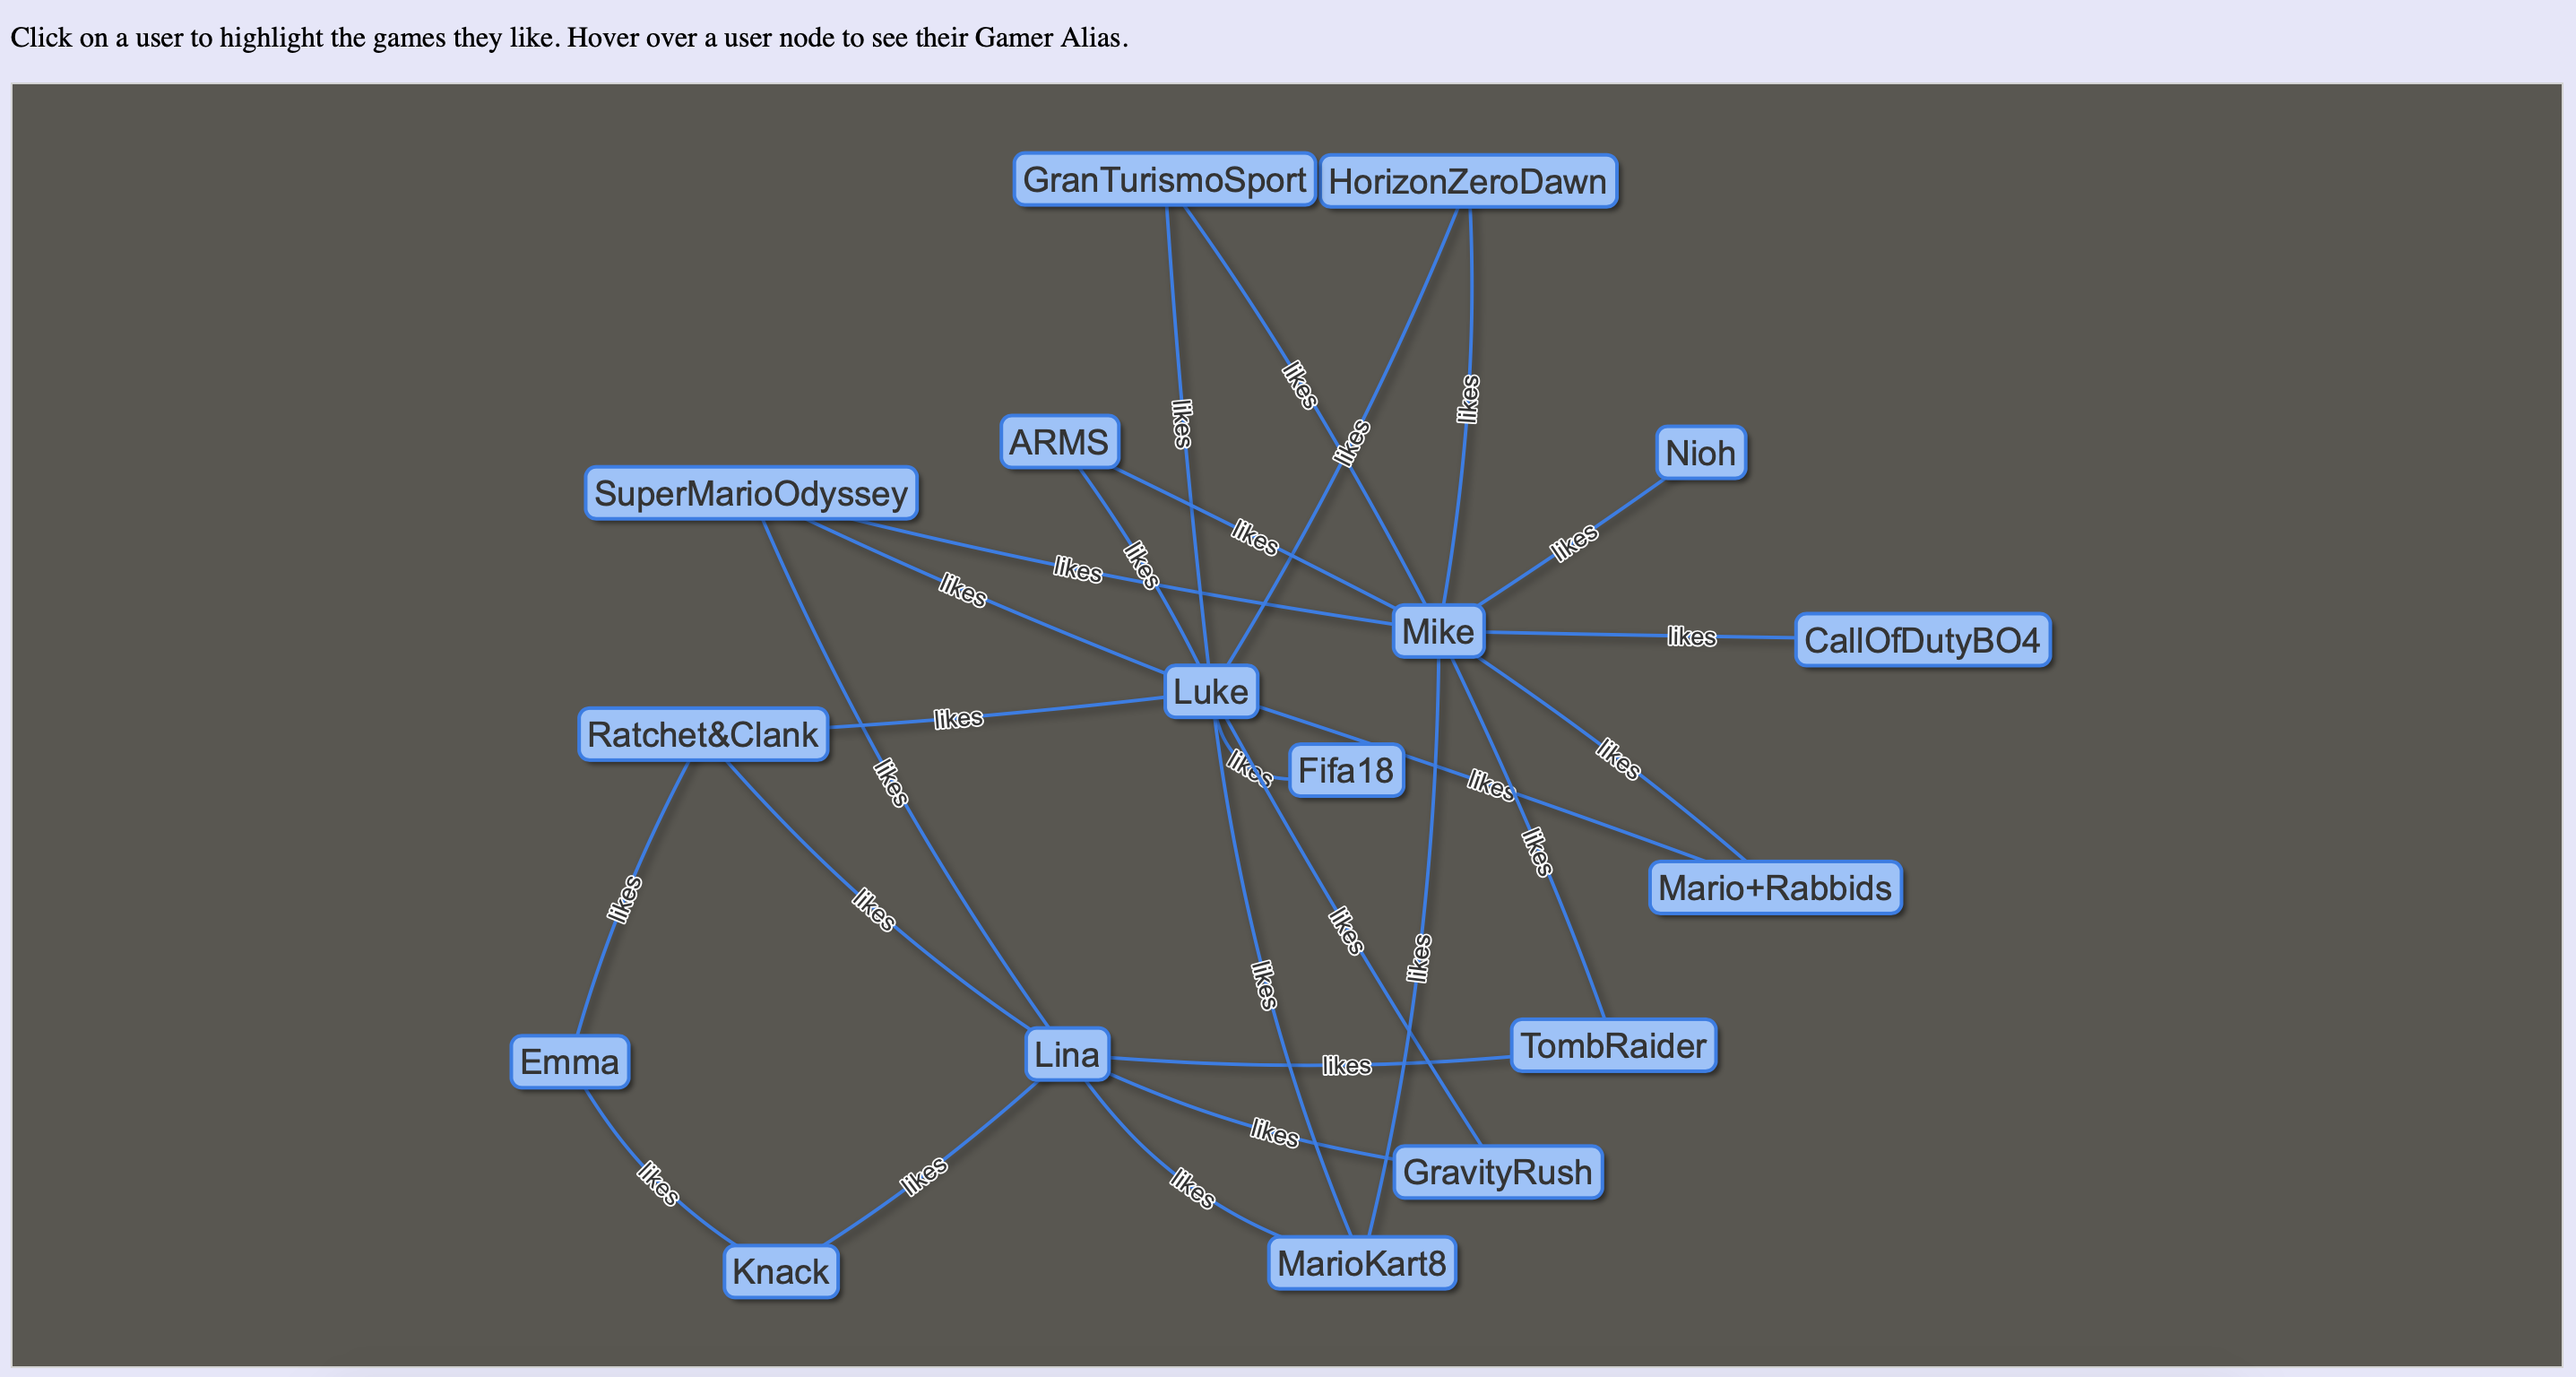 Click on a user to highlight the games they like. Hover over a user node to see their Gamer Alias.
GranTurismoSport
HorizonZeroDawn
likes
likes
likes
likes
ARMS
Nioh
SuperMarioOdyssey
likes
likes
likes
likes
likes
Mike
likes
CallOfDutyBO4
Luke
Ratchet&Clank
likes
likes
likes
Fifa18
likes
likes
likes
Mario+Rabbids
likes
likes
likes
likes
likes
likes
Emma
Lina
likes
TombRaider
likes
GravityRush
likes
likes
likes
Knack
MarioKart8